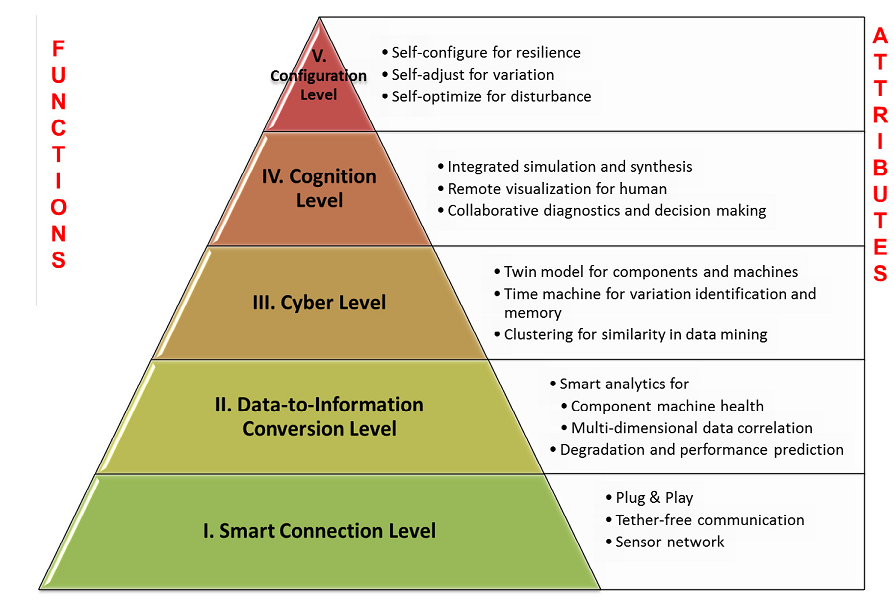 FUNCTIONS
ATTRIBUTES
V.
Configuration
Level
• Self-configure for resilience
• Self-adjust for variation
• Self-optimize for disturbance
IV. Cognition
Level
• Integrated simulation and synthesis
• Remote visualization for human
• Collaborative diagnostics and decision making
III. Cyber Level
• Twin model for components and machines
• Time machine for variation identification and
memory
• Clustering for similarity in data mining
II. Data-to-Information
Conversion Level
• Smart analytics for
• Component machine health
• Multi-dimensional data correlation
• Degradation and performance prediction
I. Smart Connection Level
• Plug & Play
• Tether-free communication
• Sensor network